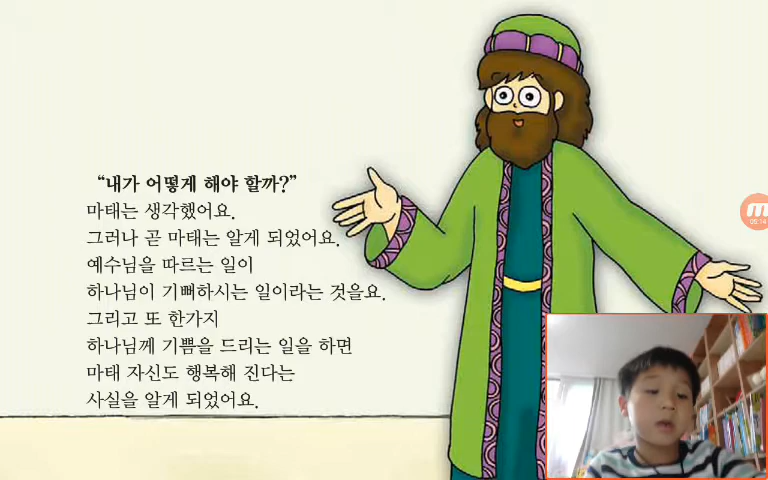 “내가 어떻게 해야 할까?”
마태는 생각했어요.
그러나 곧 마태는 알게 되었어요.
예수님을 따르는 일이
하나님이 기뻐하시는 일이라는 것을요.
그리고 또 한가지
하나님께 기쁨을 드리는 일을 하면
마태 자신도 행복해 진다는
사실을 알게 되었어요.
05:14